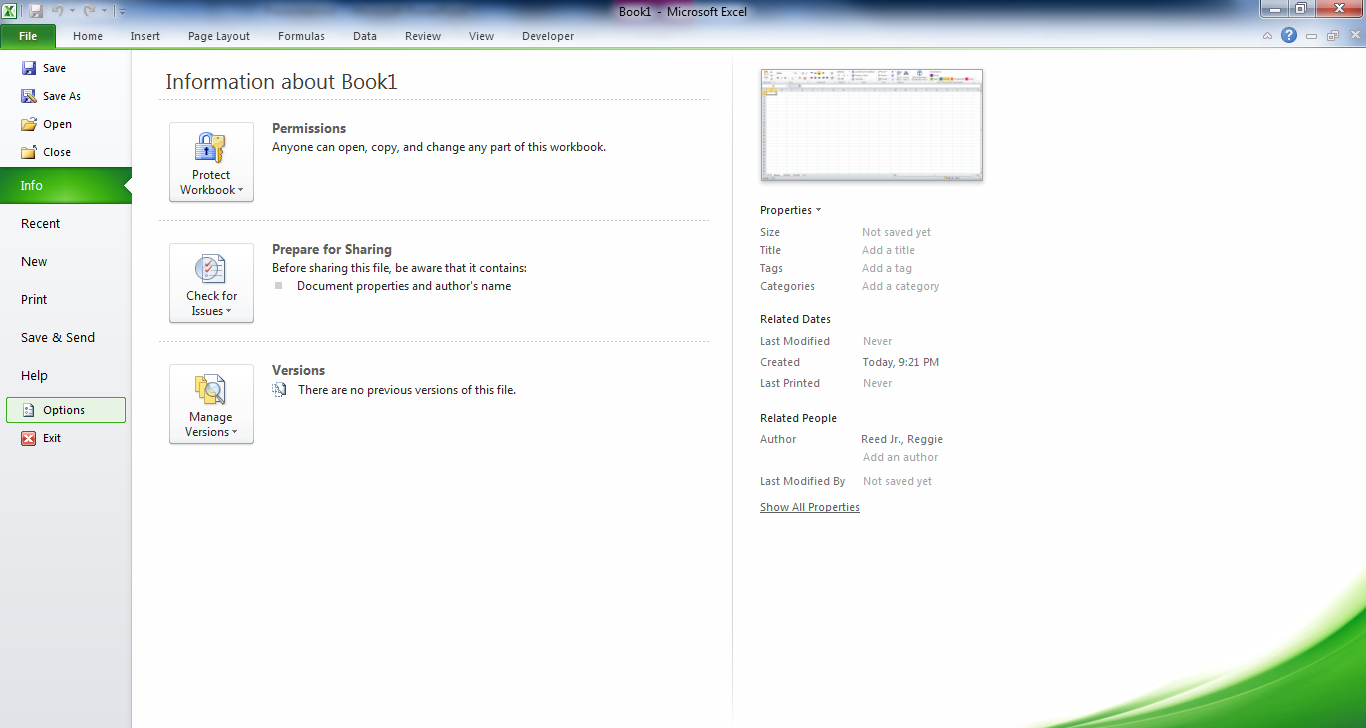 Book1 - Microsoft Excel
File Home Insert Page Layout Formulas Data Review View Developer
Save
Save As
Open
Close
Info
Recent
New
Print
Save & Send
Help
Options
Exit
Information about Book1
Protect
Workbook
Permissions
Anyone can open, copy, and change any part of this workbook.
Check for
Issues
Prepare for Sharing
Before sharing this file, be aware that it contains:
Document properties and author's name
Manage
Versions
Versions
There are no previous versions of this file.
Properties
Size Not saved yet
Title Add a title
Tags Add a tag
Categories Add a category
Related Dates
Last Modified Never
Created Today, 9:21 PM
Last Printed Never
Related People
Author Reed Jr., Reggie
Add an author
Last Modified By Not saved yet
Show All Properties